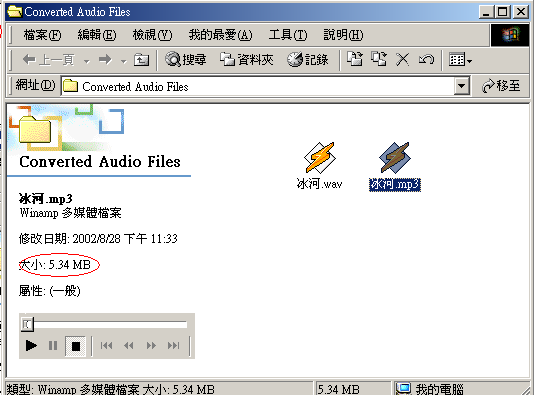 Converted Audio Files
檔案(F) 編輯(E) 檢視(V) 我的最愛(A) 工具(T) 說明(H)
上一頁 搜尋 資料夾 記錄
網址(D) Converted Audio Files 移至
Converted Audio Files
冰河.mp3
Winamp 多媒體檔案
修改日期: 2002/8/28 下午 11:33
大小: 5.34 MB
屬性: (一般)
冰河.wav
冰河.mp3
類型: Winamp 多媒體檔案 大小: 5.34 MB 5.34 MB 我的電腦